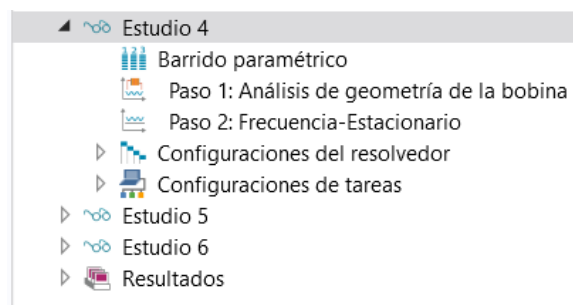 Estudio 4
Barrido paramétrico
Paso 1: Análisis de geometría de la bobina
Paso 2: Frecuencia-Estacionario
Configuraciones del resolvedor
Configuraciones de tareas
Estudio 5
Estudio 6
Resultados